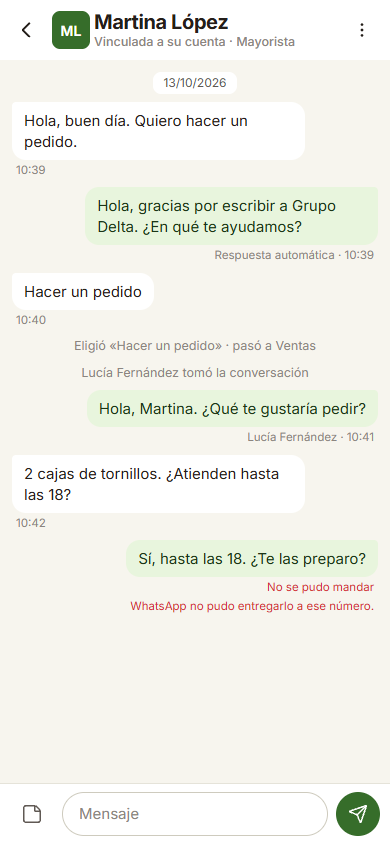 ML
Martina López
Vinculada a su cuenta · Mayorista
13/10/2026
Hola, buen día. Quiero hacer un
pedido.
10:39
Hola, gracias por escribir a Grupo
Delta. ¿En qué te ayudamos?
Respuesta automática · 10:39
Hacer un pedido
10:40
Eligió «Hacer un pedido» · pasó a Ventas
Lucía Fernández tomó la conversación
Hola, Martina. ¿Qué te gustaría pedir?
Lucía Fernández · 10:41
2 cajas de tornillos. ¿Atienden hasta
las 18?
10:42
Sí, hasta las 18. ¿Te las preparo?
No se pudo mandar
WhatsApp no pudo entregarlo a ese número.
Mensaje